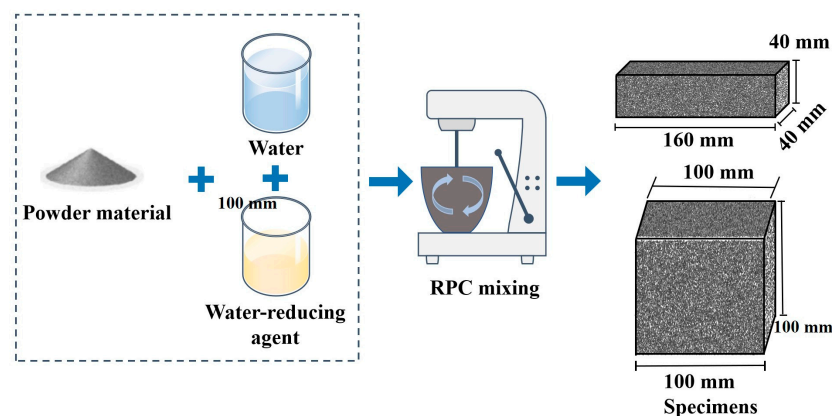 Powder material
Water
100 mm
Water-reducing
agent
RPC mixing
40 mm
40 mm
160 mm
100 mm
100 mm
100 mm
Specimens